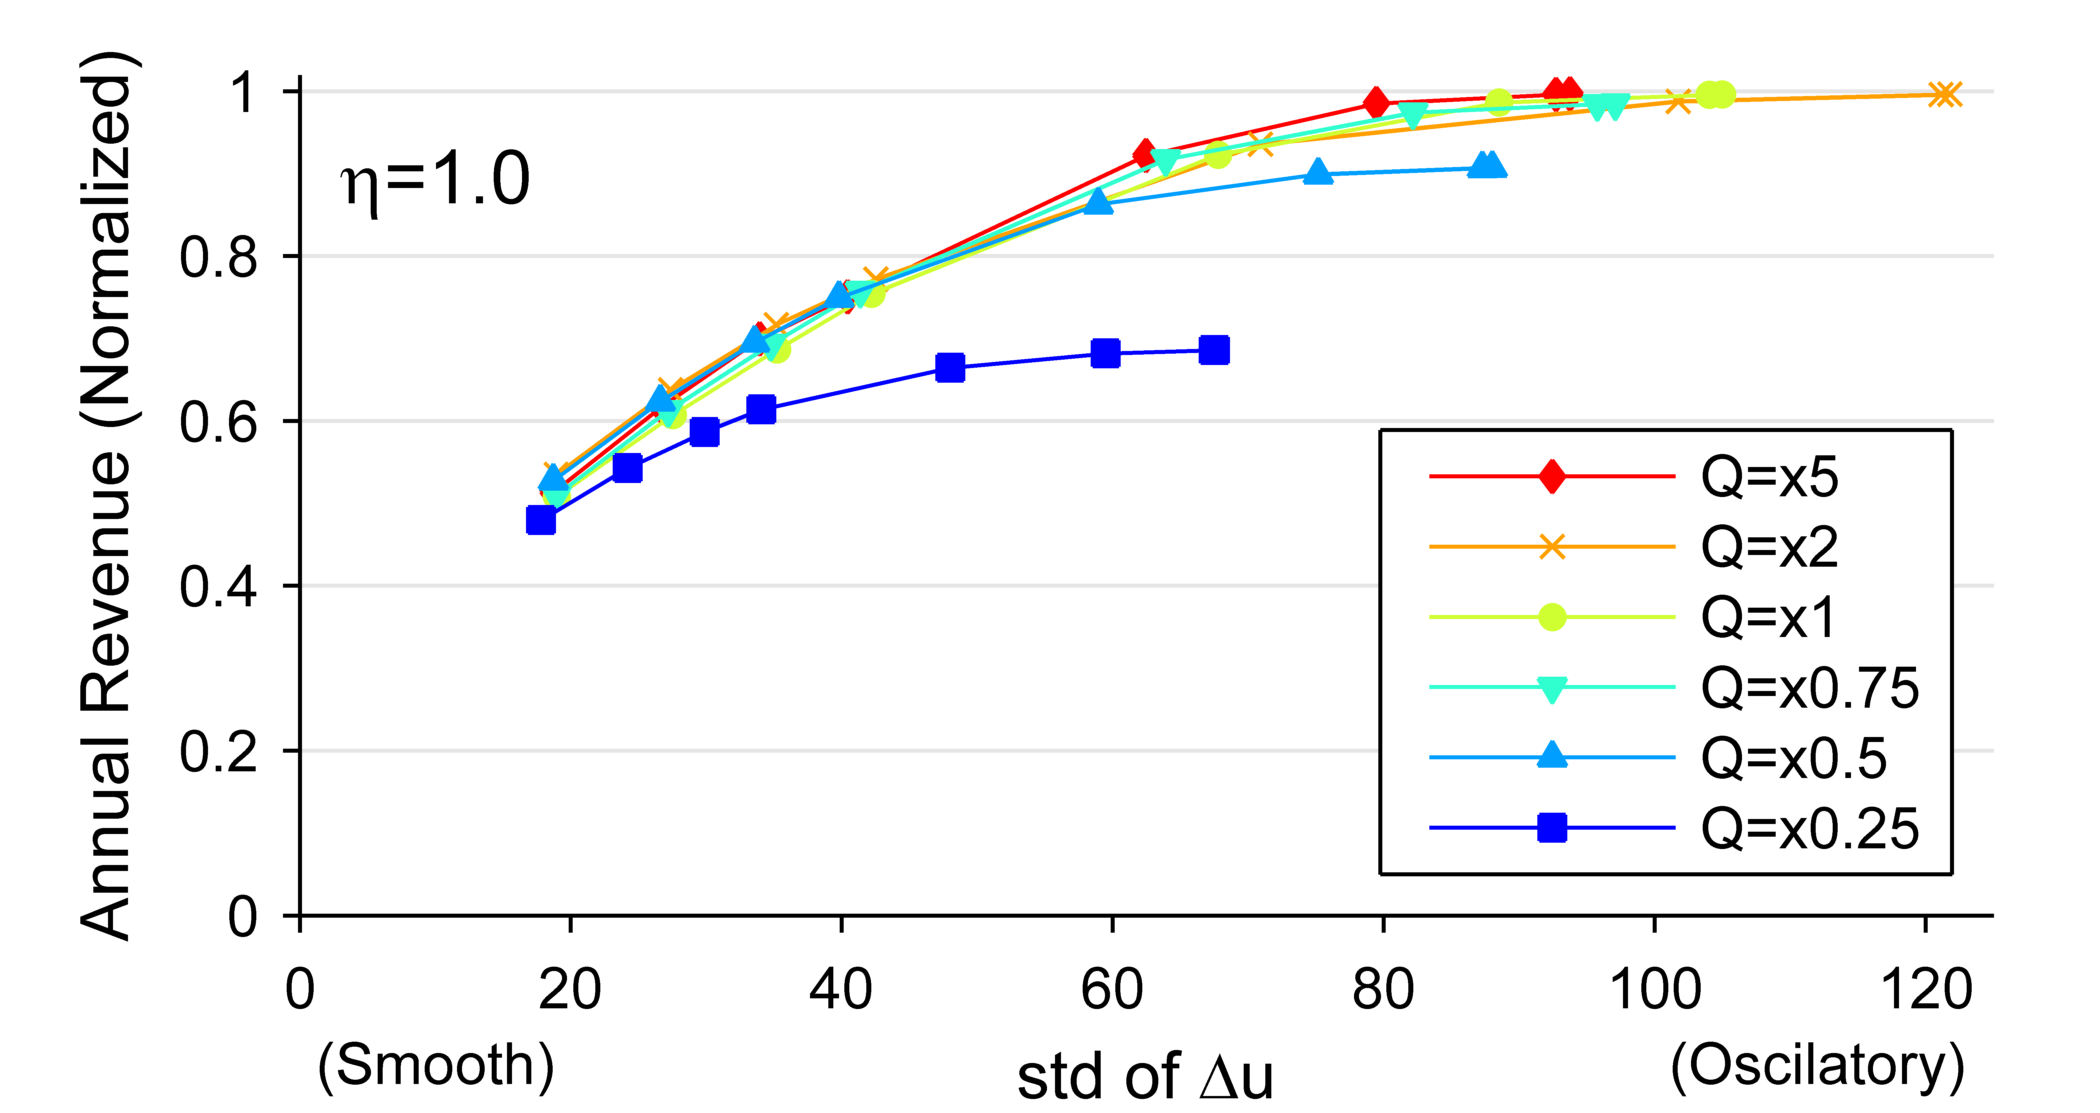 Annual Revenue (Normalized)
1
0.8
0.6
0.4
0.2
0
η=1.0
Q=x5
Q=x2
Q=x1
Q=x0.75
Q=x0.5
Q=x0.25
0 20 40 60 80 100 120
(Smooth) std of Δu (Oscilatory)